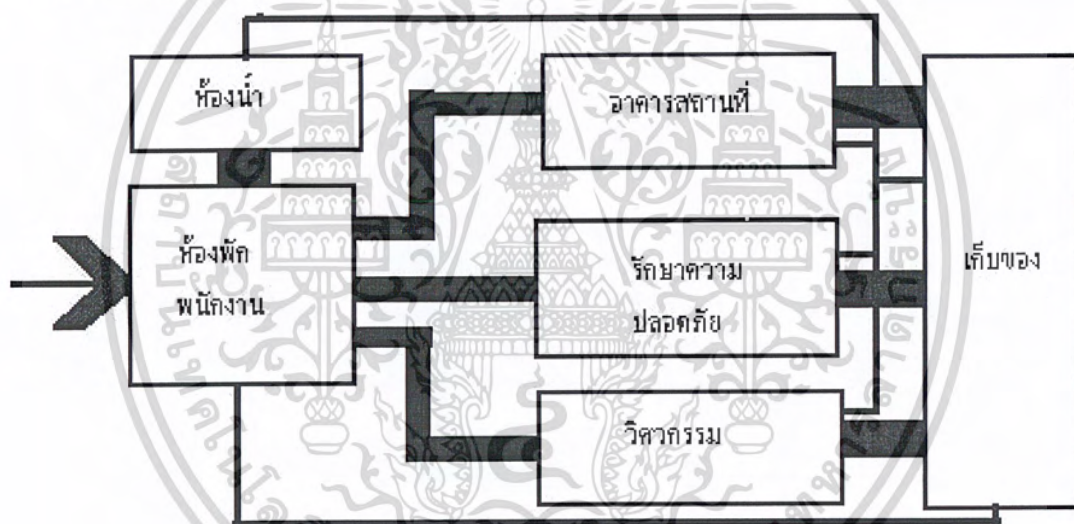 ห้องน้ำ
อาคารสถานที่
ห้องพัก
พนักงาน
รักษาความ
ปลอดภัย
เก็บของ
วิศวกรรม